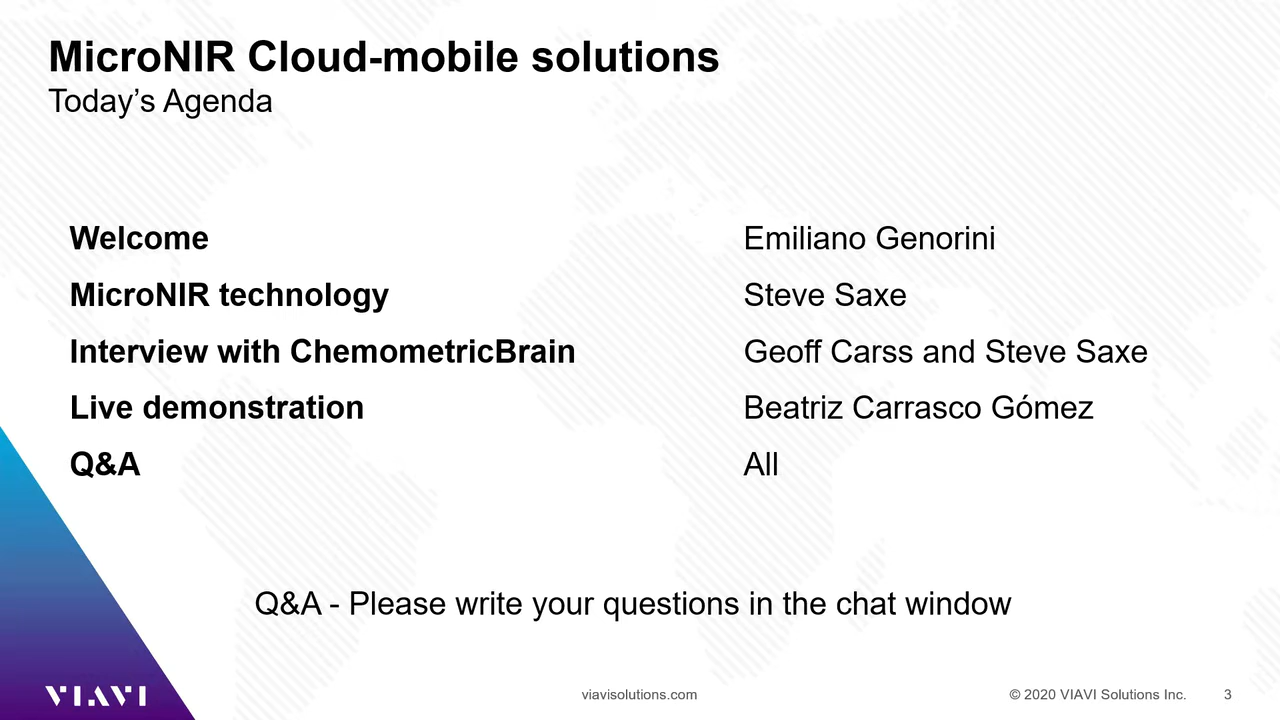 MicroNIR Cloud-mobile solutions
Today’s Agenda
Welcome Emiliano Genorini
MicroNIR technology Steve Saxe
Interview with ChemometricBrain Geoff Carss and Steve Saxe
Live demonstration Beatriz Carrasco Gómez
Q&A All
Q&A - Please write your questions in the chat window
VIAVI viavisolutions.com © 2020 VIAVI Solutions Inc. 3